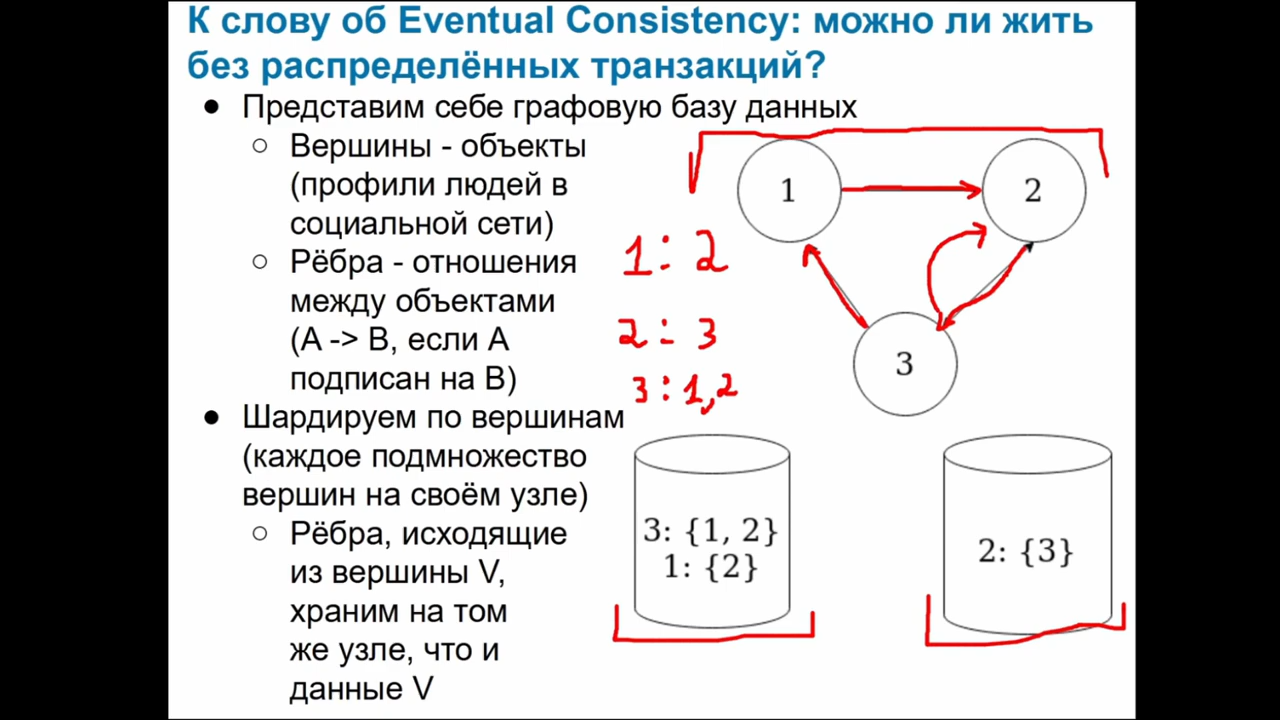 К слову об Eventual Consistency: можно ли жить
без распределённых транзакций?
● Представим себе графовую базу данных
○ Вершины - объекты
(профили людей в
социальной сети)
○ Рёбра - отношения
между объектами
(A -> B, если A
подписан на B)
● Шардируем по вершинам
(каждое подмножество
вершин на своём узле)
○ Рёбра, исходящие
из вершины V,
храним на том
же узле, что и
данные V
1
2
3
1: 2
2: 3
3: 1,2
3: {1, 2}
1: {2}
2: {3}